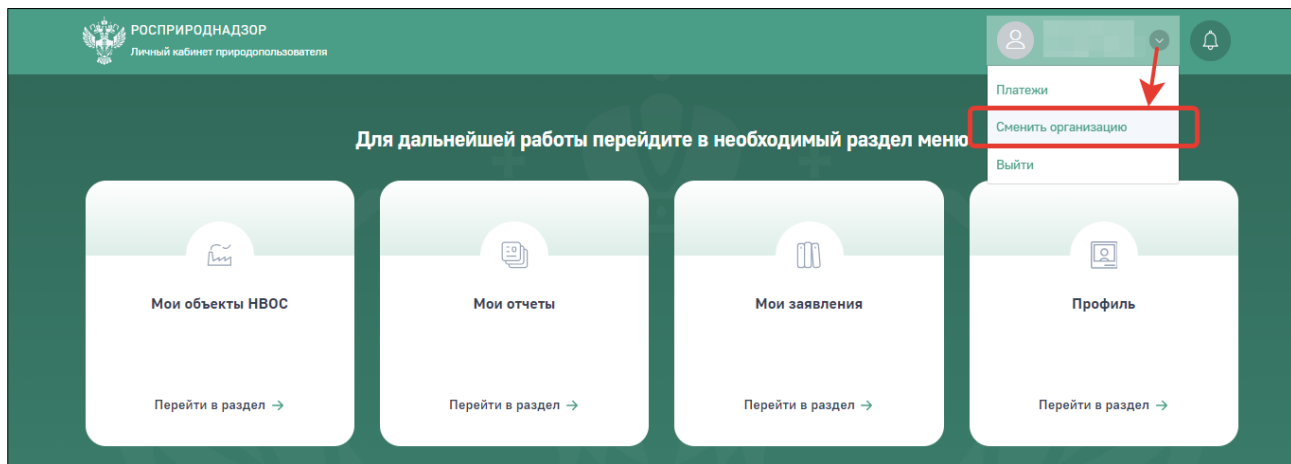 РОСПРИРОДНАДЗОР
Личный кабинет природопользователя
Платежи
Сменить организацию
Выйти
Для дальнейшей работы перейдите в необходимый раздел меню
Мои объекты НВОС
Мои отчеты
Мои заявления
Профиль
Перейти в раздел →
Перейти в раздел →
Перейти в раздел →
Перейти в раздел →